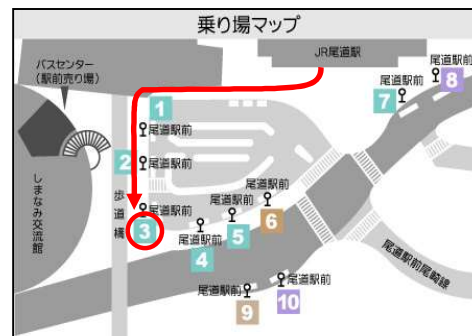 乗り場マップ
JR尾道駅
バスセンター
(駅前売り場)
しまなみ交流館
歩道橋
1
尾道駅前
2
尾道駅前
3
尾道駅前
4
尾道駅前
5
尾道駅前
6
尾道駅前
7
尾道駅前
8
尾道駅前
9
尾道駅前
10
尾道駅前
尾道駅前尾崎線